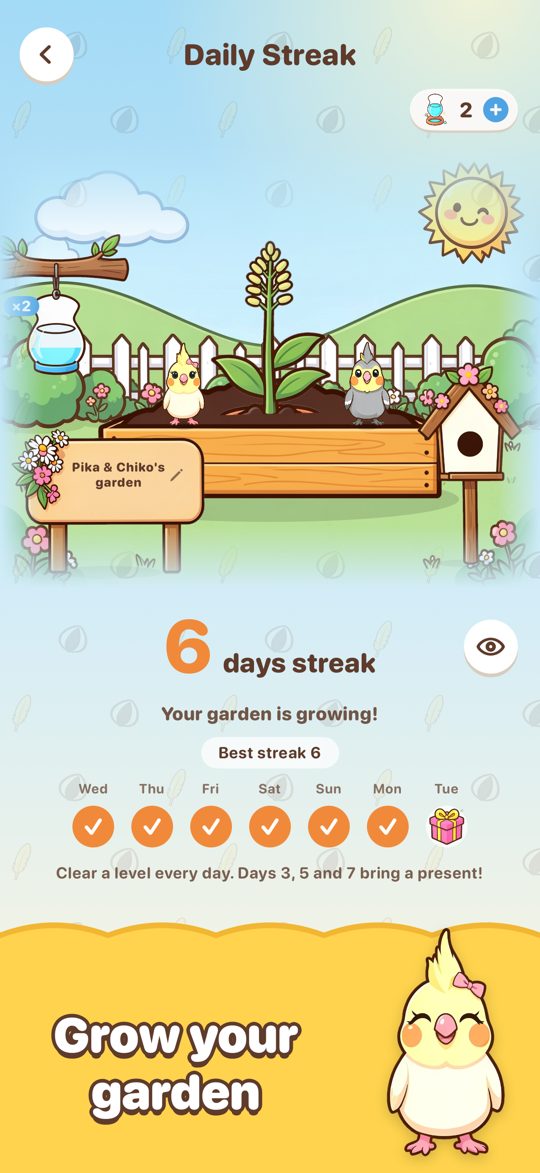 Daily Streak
2
×2
Pika & Chiko's
garden
6 days streak
Your garden is growing!
Best streak 6
Wed Thu Fri Sat Sun Mon Tue
Clear a level every day. Days 3, 5 and 7 bring a present!
Grow your
garden